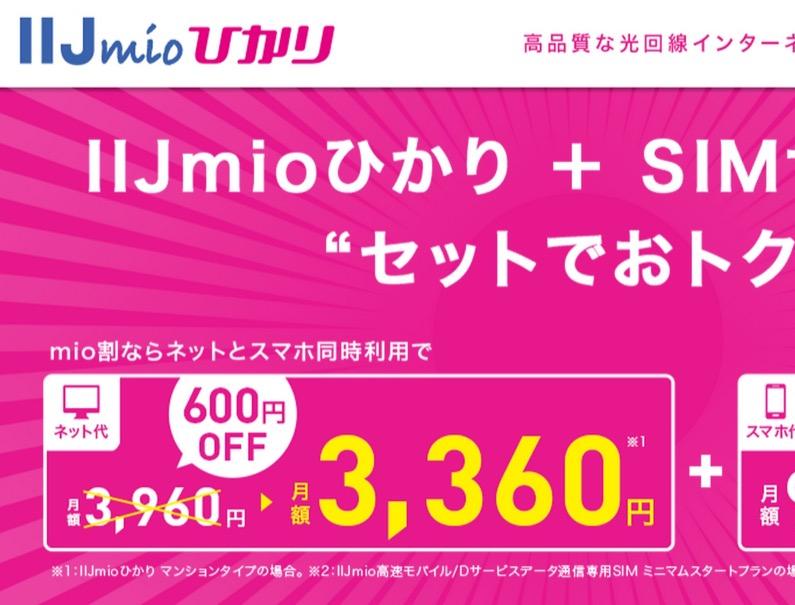 IIJmioひかり
高品質な光回線インターネ
IIJmioひかり + SIM
“セットでおトク
mio割ならネットとスマホ同時利用で
ネット代
600円
OFF
月額3,960円
月額3,360円※1
+
スマホ代
月額
※1:IIJmioひかり マンションタイプの場合。※2:IIJmio高速モバイル/Dサービスデータ通信専用SIM ミニマムスタートプランの場